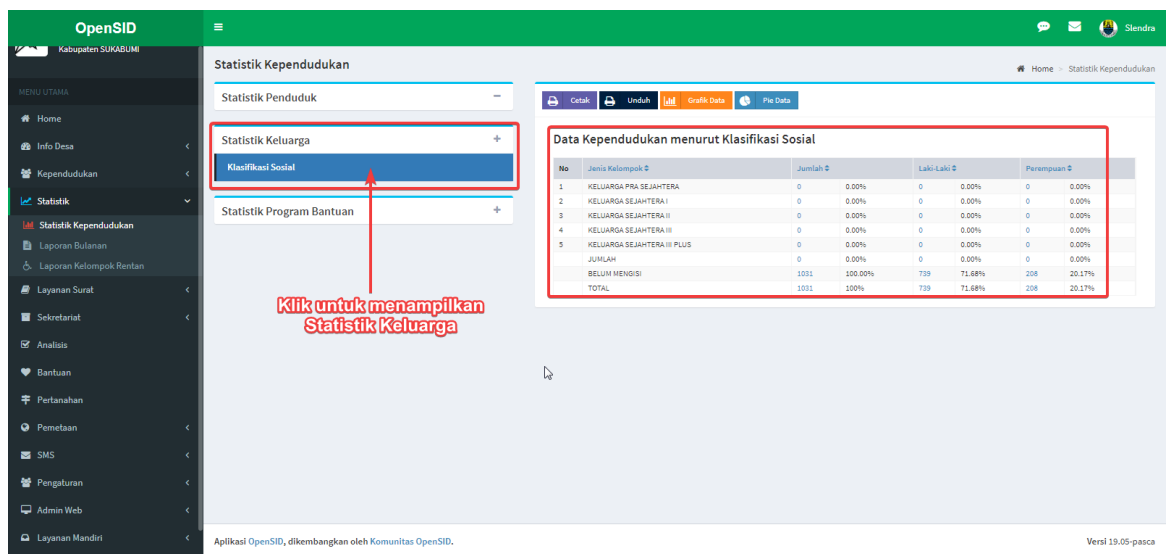 OpenSID
Slendra
Kabupaten SUKABUMI
MENU UTAMA
Home
Info Desa
Kependudukan
Statistik
Statistik Kependudukan
Laporan Bulanan
Laporan Kelompok Rentan
Layanan Surat
Sekretariat
Analisis
Bantuan
Pertanahan
Pemetaan
SMS
Pengaturan
Admin Web
Layanan Mandiri
Statistik Kependudukan
Home > Statistik Kependudukan
Statistik Penduduk
Statistik Keluarga
Klasifikasi Sosial
Statistik Program Bantuan
Klik untuk menampilkan
Statistik Keluarga
Cetak Unduh Grafik Data Pie Data
Data Kependudukan menurut Klasifikasi Sosial
No Jenis Kelompok Jumlah Laki-Laki Perempuan
1 KELUARGA PRA SEJAHTERA 0 0.00% 0 0.00% 0 0.00%
2 KELUARGA SEJAHTERA I 0 0.00% 0 0.00% 0 0.00%
3 KELUARGA SEJAHTERA II 0 0.00% 0 0.00% 0 0.00%
4 KELUARGA SEJAHTERA III 0 0.00% 0 0.00% 0 0.00%
5 KELUARGA SEJAHTERA III PLUS 0 0.00% 0 0.00% 0 0.00%
JUMLAH 0 0.00% 0 0.00% 0 0.00%
BELUM MENGISI 1031 100.00% 739 71.68% 208 20.17%
TOTAL 1031 100% 739 71.68% 208 20.17%
Aplikasi OpenSID, dikembangkan oleh Komunitas OpenSID.
Versi 19.05-pasca